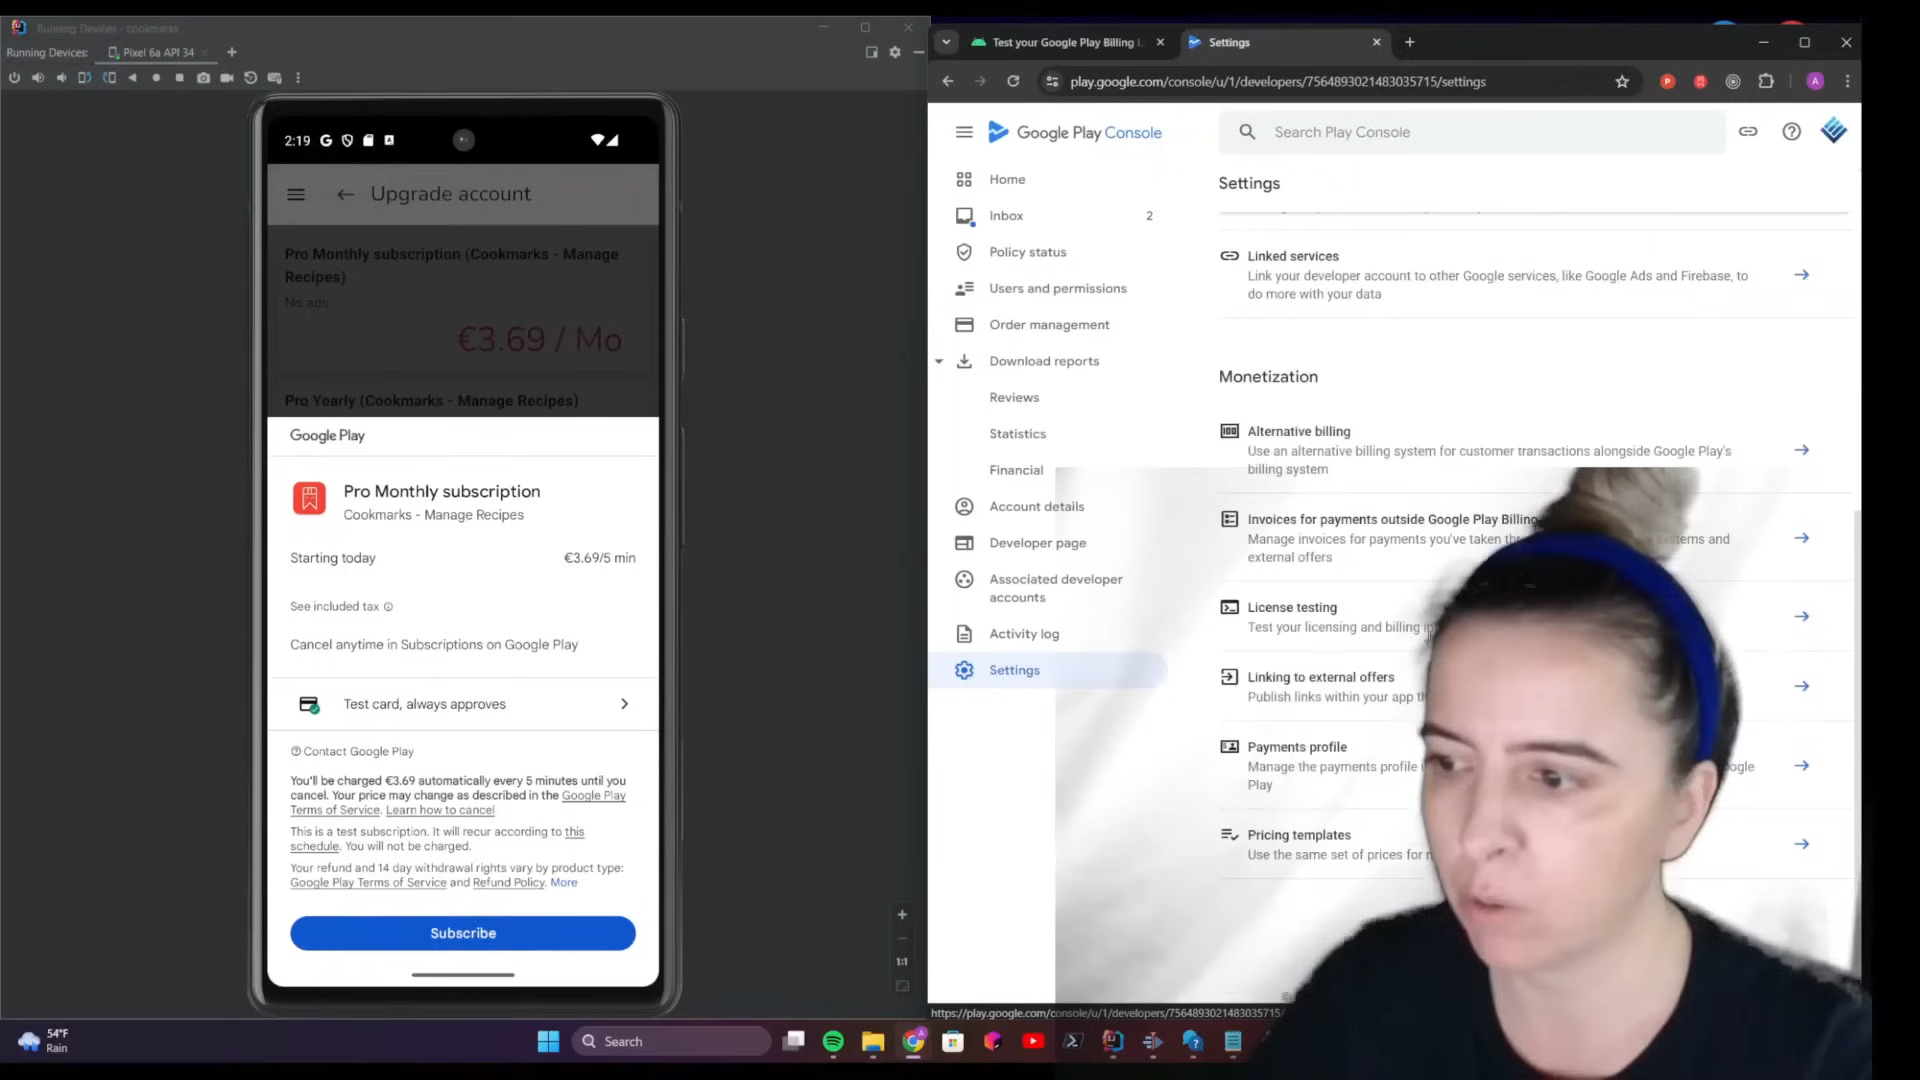 Running Devices - cookmarks
Running Devices:
Pixel 6a API 34
2:19
Upgrade account
Pro Monthly subscription (Cookmarks - Manage
Recipes)
No ads
€3.69 / Mo
Pro Yearly (Cookmarks - Manage Recipes)
Google Play
Pro Monthly subscription
Cookmarks - Manage Recipes
Starting today
€3.69/5 min
See included tax
Cancel anytime in Subscriptions on Google Play
Test card, always approves
Contact Google Play
You'll be charged €3.69 automatically every 5 minutes until you
cancel. Your price may change as described in the Google Play
Terms of Service. Learn how to cancel
This is a test subscription. It will recur according to this
schedule. You will not be charged.
Your refund and 14 day withdrawal rights vary by product type:
Google Play Terms of Service and Refund Policy. More
Subscribe
1:1
Test your Google Play Billing L
Settings
play.google.com/console/u/1/developers/7564893021483035715/settings
P
A
Google Play Console
Search Play Console
Home
Inbox
2
Policy status
Users and permissions
Order management
Download reports
Reviews
Statistics
Financial
Account details
Developer page
Associated developer
accounts
Activity log
Settings
Settings
Linked services
Link your developer account to other Google services, like Google Ads and Firebase, to
do more with your data
Monetization
Alternative billing
Use an alternative billing system for customer transactions alongside Google Play's
billing system
Invoices for payments outside Google Play Billing
Manage invoices for payments you've taken
and
external offers
License testing
Test your licensing and billing
Linking to external offers
Publish links within your app
Payments profile
Manage the payments profile
Play
Pricing templates
Use the same set of prices for
https://play.google.com/console/u/1/developers/7564893021483035715/
54°F
Rain
Search